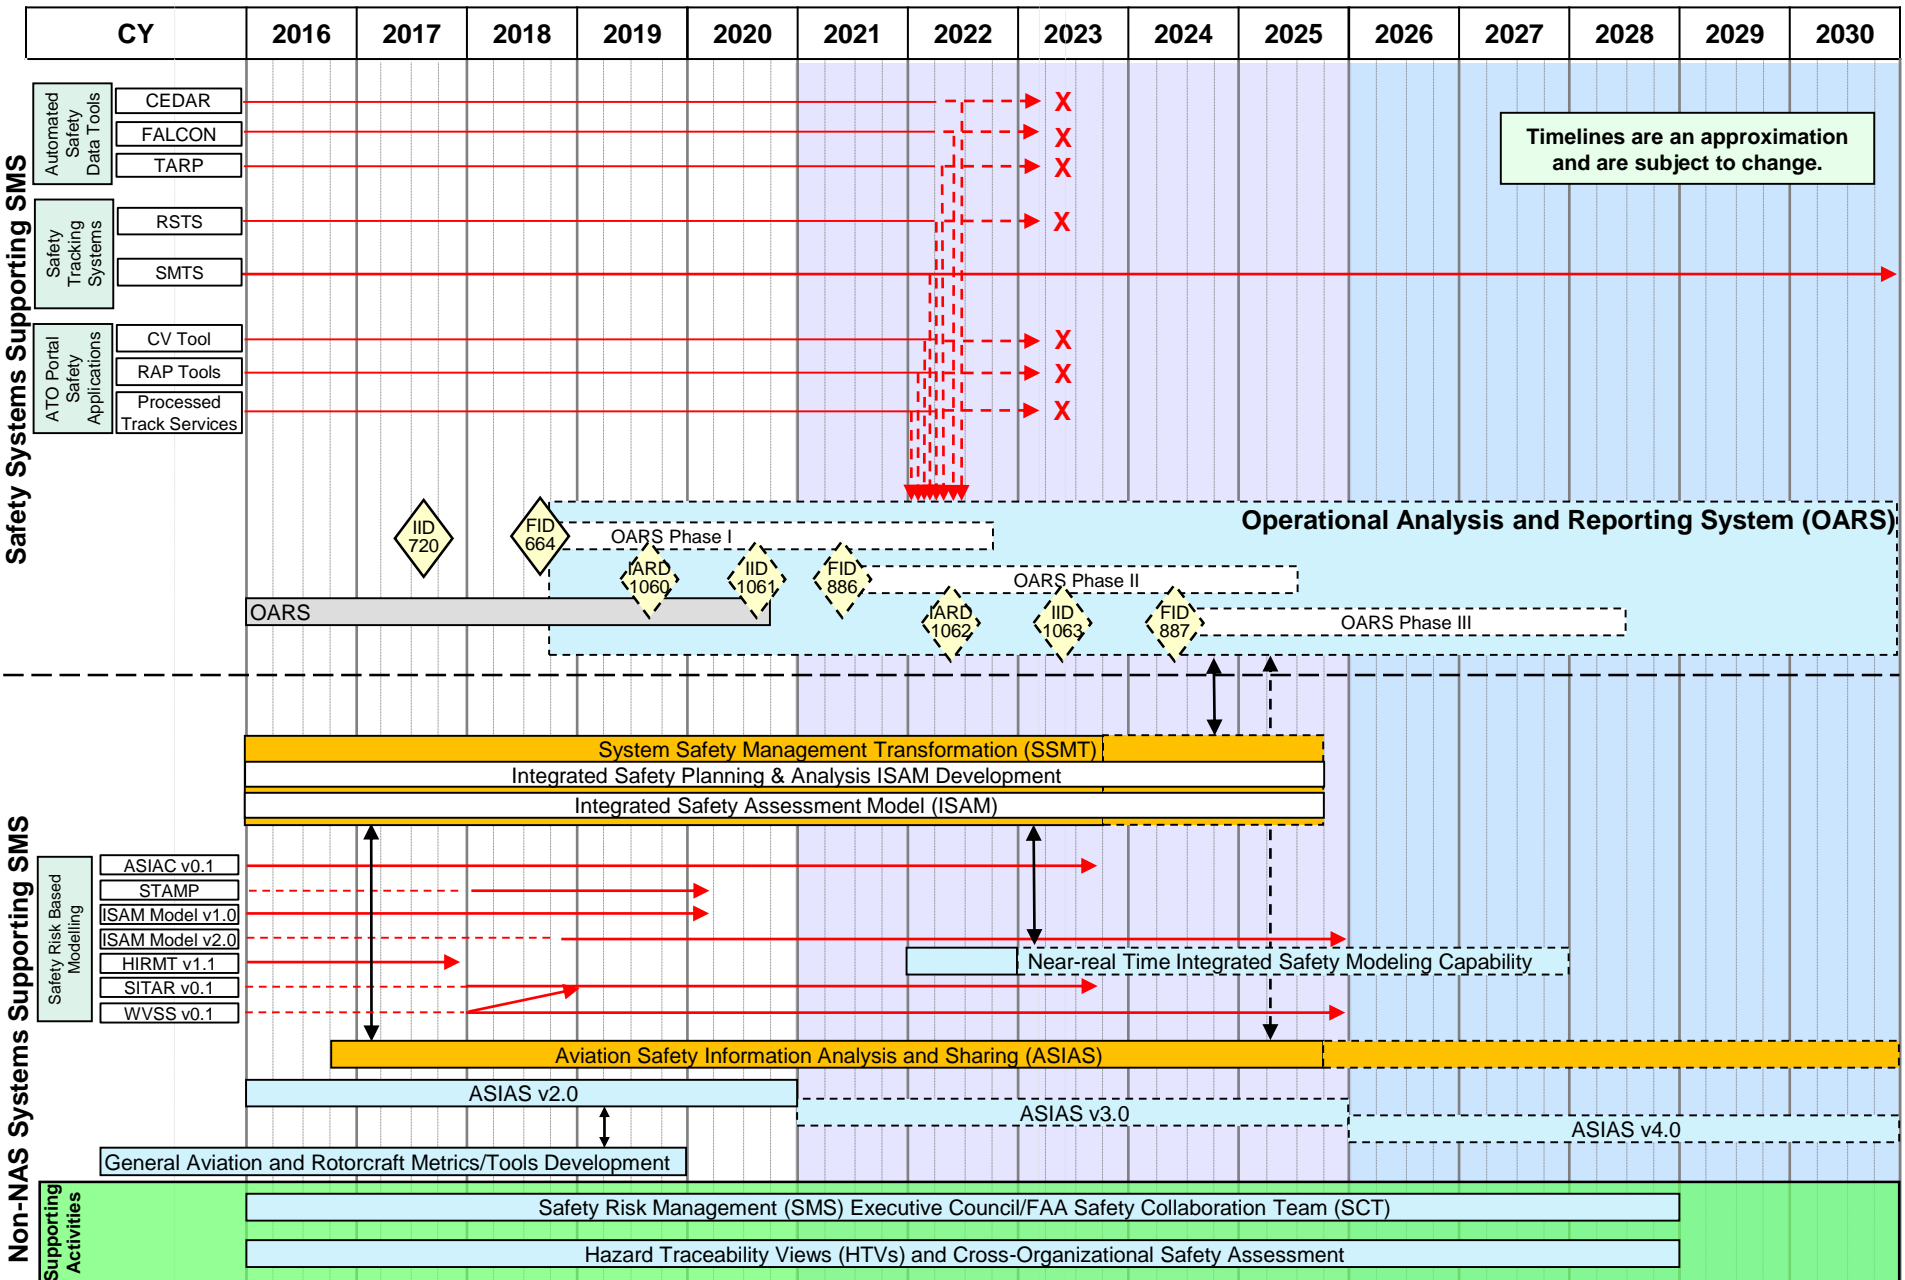 CY 2016 2017 2018 2019 2020 2021 2022 2023 2024 2025 2026 2027 2028 2029 2030
Safety Systems Supporting SMS
Automated
Safety
Data Tools
CEDAR
X
FALCON
X
TARP
X
Timelines are an approximation
and are subject to change.
Safety
Tracking
Systems
RSTS
X
SMTS
ATO Portal
Safety
Applications
CV Tool
X
RAP Tools
X
Processed
Track Services
X
Operational Analysis and Reporting System (OARS)
IID
720
FID
664
OARS Phase I
IARD
1060
IID
1061
FID
886
OARS Phase II
OARS
IARD
1062
IID
1063
FID
887
OARS Phase III
Non-NAS Systems Supporting SMS
System Safety Management Transformation (SSMT)
Integrated Safety Planning & Analysis ISAM Development
Integrated Safety Assessment Model (ISAM)
Safety Risk Based
Modelling
ASIAC v0.1
STAMP
ISAM Model v1.0
ISAM Model v2.0
HIRMT v1.1
Near-real Time Integrated Safety Modeling Capability
SITAR v0.1
WVSS v0.1
Aviation Safety Information Analysis and Sharing (ASIAS)
ASIAS v2.0
ASIAS v3.0
ASIAS v4.0
General Aviation and Rotorcraft Metrics/Tools Development
Supporting
Activities
Safety Risk Management (SMS) Executive Council/FAA Safety Collaboration Team (SCT)
Hazard Traceability Views (HTVs) and Cross-Organizational Safety Assessment